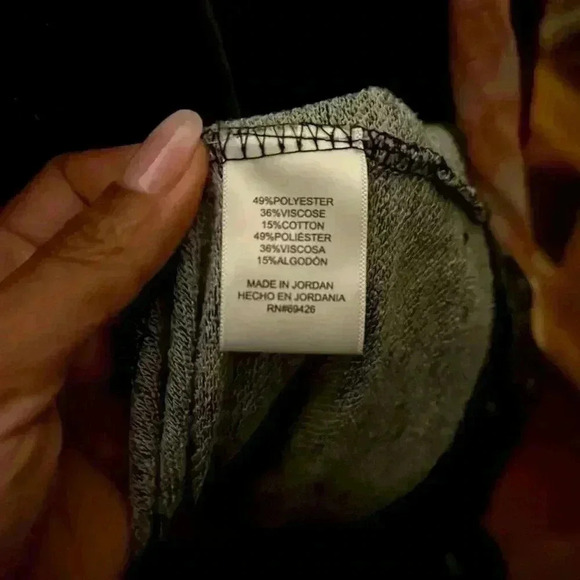 49%POLYESTER
36%VISCOSE
15%COTTON
49%POLIÉSTER
36%VISCOSA
15%ALGODÓN
MADE IN JORDAN
HECHO EN JORDANIA
RN#69426